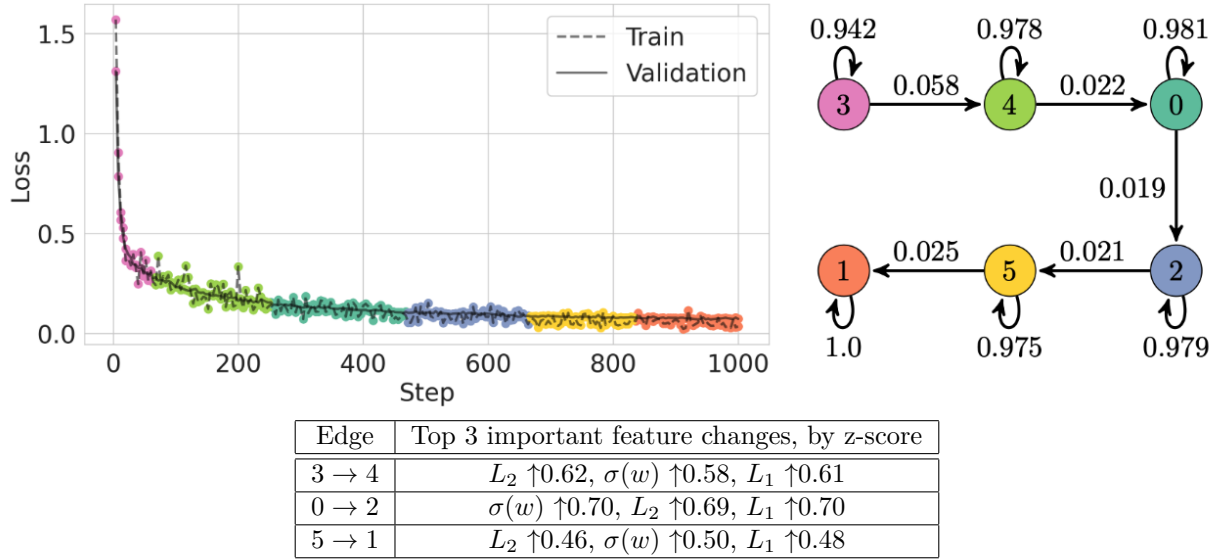 1.5
1.0
0.5
0.0
Loss
0 200 400 600 800 1000
Step
Train
Validation
0.942 0.978 0.981
3 0.058 4 0.022 0
0.019
1 0.025 5 0.021 2
1.0 0.975 0.979
Edge Top 3 important feature changes, by z-score
3 → 4 L₂ ↑0.62, σ(w) ↑0.58, L₁ ↑0.61
0 → 2 σ(w) ↑0.70, L₂ ↑0.69, L₁ ↑0.70
5 → 1 L₂ ↑0.46, σ(w) ↑0.50, L₁ ↑0.48